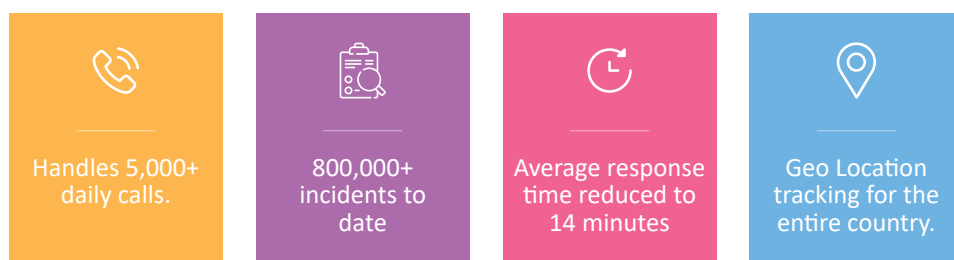 Handles 5,000+
daily calls.
800,000+
incidents to
date
Average response
time reduced to
14 minutes
Geo Location
tracking for the
entire country.